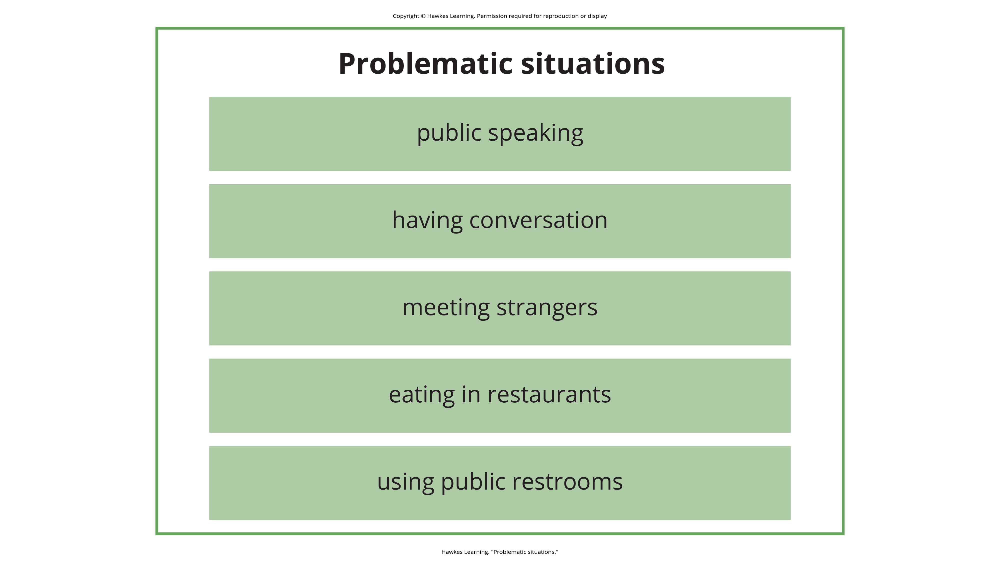 Copyright © Hawkes Learning. Permission required for reproduction or display
Problematic situations
public speaking
having conversation
meeting strangers
eating in restaurants
using public restrooms
Hawkes Learning. "Problematic situations."